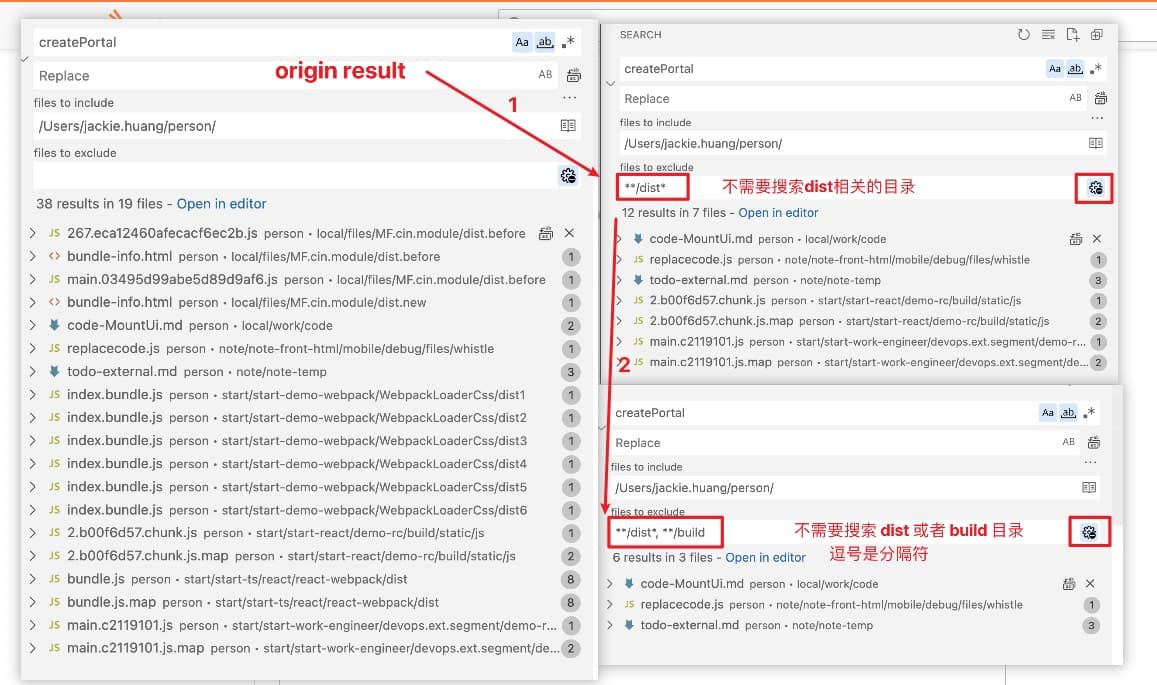 createPortal
Aa
ab
.*
Replace
AB
files to include
...
/Users/jackie.huang/person/
files to exclude
38 results in 19 files - Open in editor
JS 267.eca12460afecacf6ec2b.js person • local/files/MF.cin.module/dist.before
<> bundle-info.html person • local/files/MF.cin.module/dist.before 1
JS main.03495d99abe5d89d9af6.js person • local/files/MF.cin.module/dist.before 1
<> bundle-info.html person • local/files/MF.cin.module/dist.new 1
code-MountUi.md person • local/work/code 2
JS replacecode.js person • note/note-front-html/mobile/debug/files/whistle 1
todo-external.md person • note/note-temp 3
JS index.bundle.js person • start/start-demo-webpack/WebpackLoaderCss/dist1 1
JS index.bundle.js person • start/start-demo-webpack/WebpackLoaderCss/dist2 1
JS index.bundle.js person • start/start-demo-webpack/WebpackLoaderCss/dist3 1
JS index.bundle.js person • start/start-demo-webpack/WebpackLoaderCss/dist4 1
JS index.bundle.js person • start/start-demo-webpack/WebpackLoaderCss/dist5 1
JS index.bundle.js person • start/start-demo-webpack/WebpackLoaderCss/dist6 1
JS 2.b00f6d57.chunk.js person • start/start-react/demo-rc/build/static/js 1
JS 2.b00f6d57.chunk.js.map person • start/start-react/demo-rc/build/static/js 2
JS bundle.js person • start/start-ts/react/react-webpack/dist 8
JS bundle.js.map person • start/start-ts/react/react-webpack/dist 8
JS main.c2119101.js person • start/start-work-engineer/devops.ext.segment/demo-r... 1
JS main.c2119101.js.map person • start/start-work-engineer/devops.ext.segment/de... 2
origin result
1
SEARCH
createPortal
Aa
ab
.*
Replace
AB
files to include
...
/Users/jackie.huang/person/
files to exclude
**/dist*
不需要搜索dist相关的目录
12 results in 7 files - Open in editor
code-MountUi.md person • local/work/code
JS replacecode.js person • note/note-front-html/mobile/debug/files/whistle 1
todo-external.md person • note/note-temp 3
JS 2.b00f6d57.chunk.js person • start/start-react/demo-rc/build/static/js 1
JS 2.b00f6d57.chunk.js.map person • start/start-react/demo-rc/build/static/js 2
JS main.c2119101.js person • start/start-work-engineer/devops.ext.segment/demo-r... 1
JS main.c2119101.js.map person • start/start-work-engineer/devops.ext.segment/de... 2
2
createPortal
Aa
ab
.*
Replace
AB
files to include
...
/Users/jackie.huang/person/
files to exclude
**/dist*, **/build
不需要搜索 dist 或者 build 目录
逗号是分隔符
6 results in 3 files - Open in editor
code-MountUi.md person • local/work/code
JS replacecode.js person • note/note-front-html/mobile/debug/files/whistle 1
todo-external.md person • note/note-temp 3